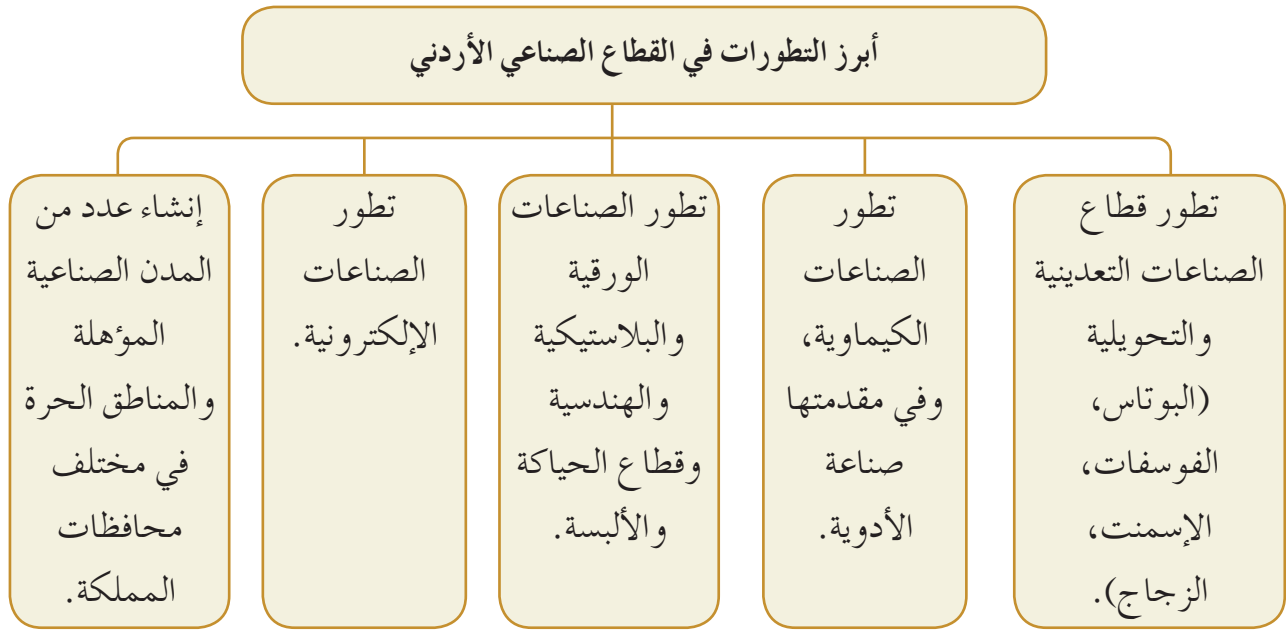 أبرز التطورات في القطاع الصناعي الأردني
تطور قطاع
الصناعات التعدينية
والتحويلية
(البوتاس،
الفوسفات،
الإسمنت،
الزجاج).
تطور
الصناعات
الكيماوية،
وفي مقدمتها
صناعة
الأدوية.
تطور الصناعات
الورقية
والبلاستيكية
والهندسية
وقطاع الحياكة
والألبسة.
تطور
الصناعات
الإلكترونية.
إنشاء عدد من
المدن الصناعية
المؤهلة
والمناطق الحرة
في مختلف
محافظات
المملكة.